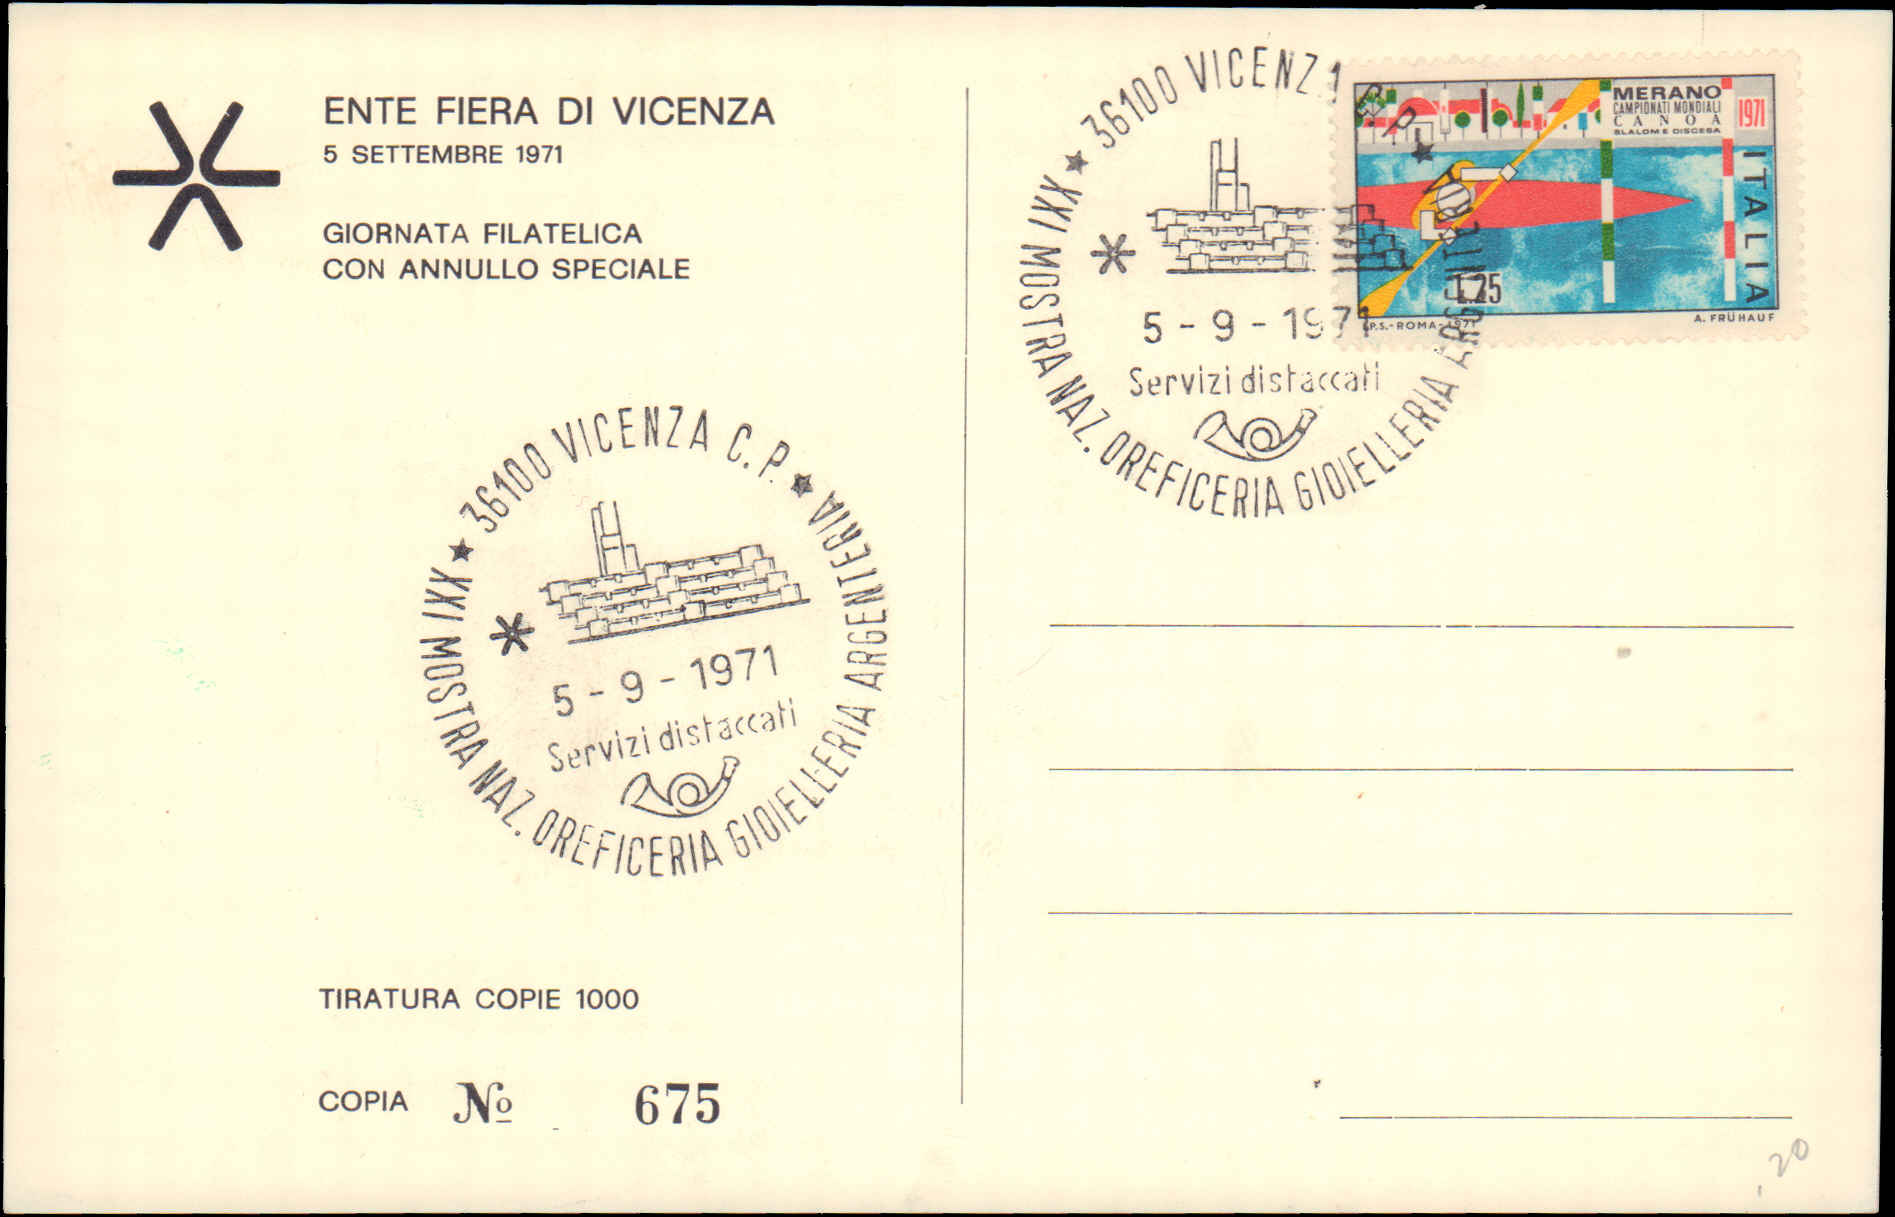 ENTE FIERA DI VICENZA
5 SETTEMBRE 1971
GIORNATA FILATELICA
CON ANNULLO SPECIALE
★ 36100 VICENZA C.P. ★
XXI MOSTRA NAZ. OREFICERIA GIOIELLERIA ARGENTERIA
5-9-1971
Servizi distaccati
TIRATURA COPIE 1000
COPIA No 675
★ 36100 VICENZA C.P. ★
XXI MOSTRA NAZ. OREFICERIA GIOIELLERIA ARGENTERIA
5-9-1971
Servizi distaccati
MERANO
CAMPIONATI MONDIALI
CANOA
SLALOM E DISCESA
1971
ITALIA
L.25
I.P.S.-ROMA-1971
A. FRÜHAUF
20